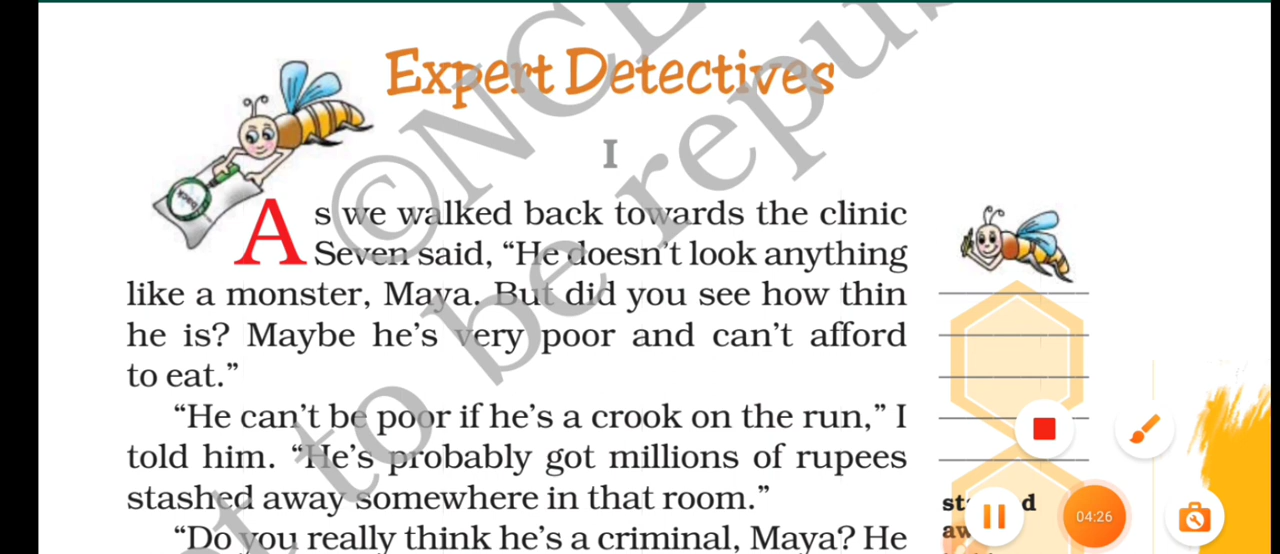 Expert Detectives
I
As we walked back towards the clinic
Seven said, “He doesn’t look anything
like a monster, Maya. But did you see how thin
he is? Maybe he’s very poor and can’t afford
to eat.”
“He can’t be poor if he’s a crook on the run,” I
told him. “He’s probably got millions of rupees
stashed away somewhere in that room.”
“Do you really think he’s a criminal, Maya? He
back
04:26